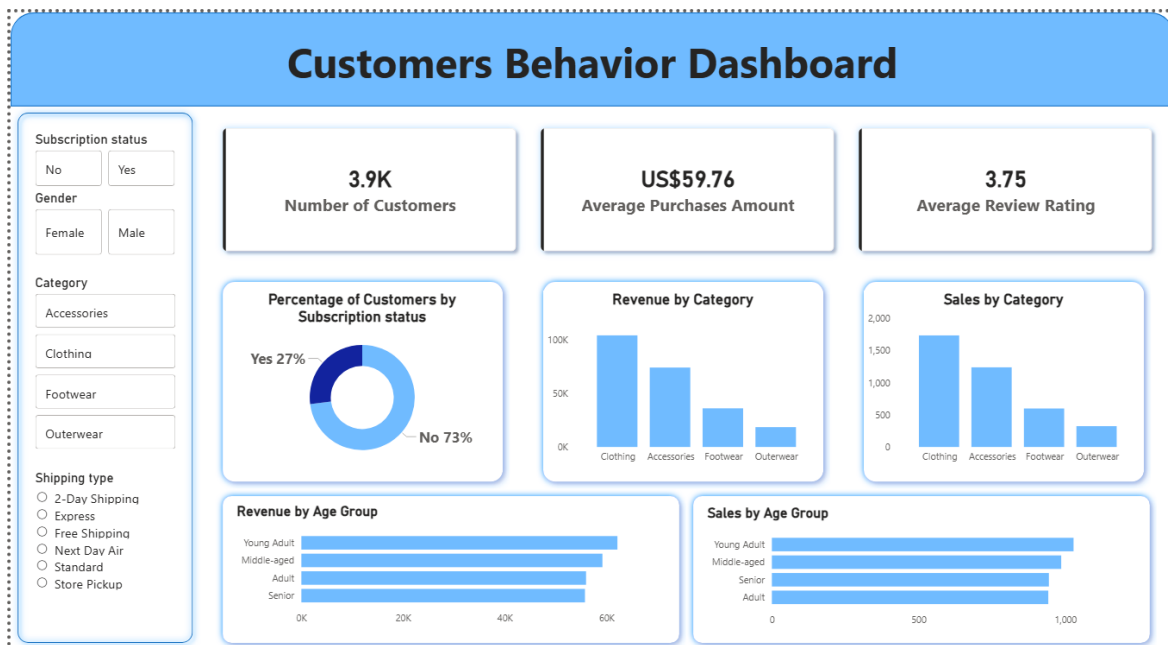 Customers Behavior Dashboard
Subscription status
No
Yes
Gender
Female
Male
Category
Accessories
Clothing
Footwear
Outerwear
Shipping type
2-Day Shipping
Express
Free Shipping
Next Day Air
Standard
Store Pickup
3.9K
Number of Customers
US$59.76
Average Purchases Amount
3.75
Average Review Rating
Percentage of Customers by
Subscription status
Yes 27%
No 73%
Revenue by Category
100K
50K
0K
Clothing
Accessories
Footwear
Outerwear
Sales by Category
2,000
1,500
1,000
500
0
Clothing
Accessories
Footwear
Outerwear
Revenue by Age Group
Young Adult
Middle-aged
Adult
Senior
0K
20K
40K
60K
Sales by Age Group
Young Adult
Middle-aged
Senior
Adult
0
500
1,000